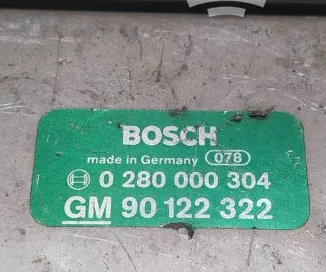 BOSCH
made in Germany 078
0 280 000 304
GM 90 122 322